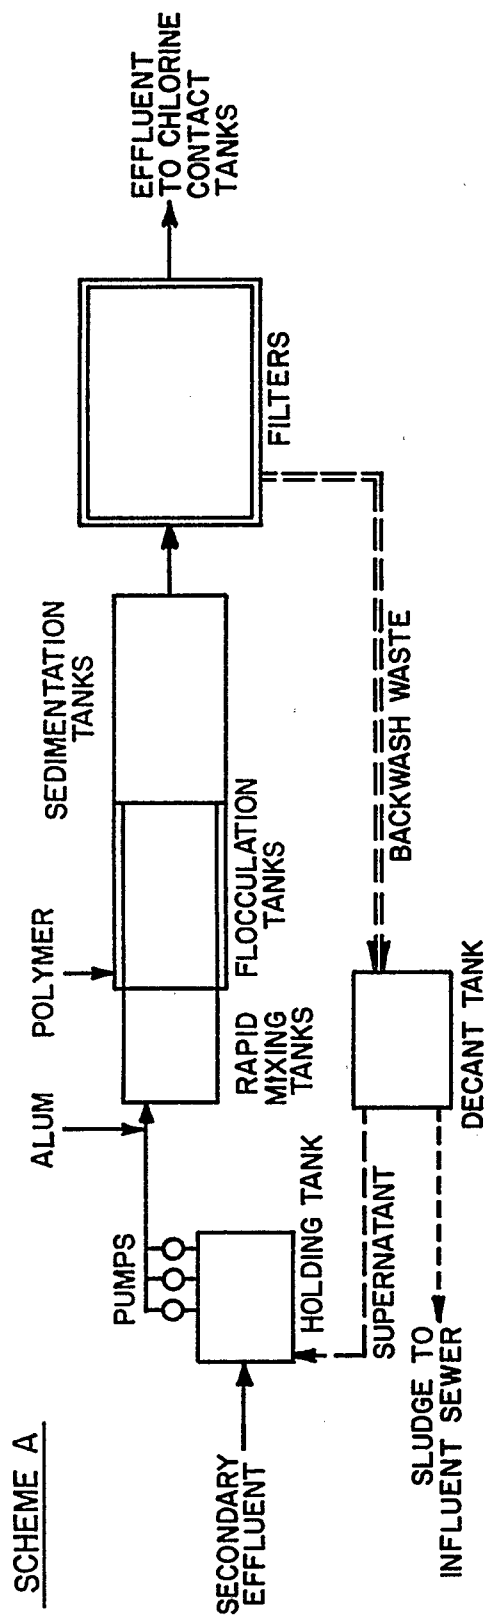 SCHEME A
SECONDARY
EFFLUENT
PUMPS
HOLDING TANK
ALUM
POLYMER
RAPID
MIXING
TANKS
FLOCCULATION
TANKS
SEDIMENTATION
TANKS
FILTERS
EFFLUENT
TO CHLORINE
CONTACT
TANKS
BACKWASH WASTE
DECANT TANK
SUPERNATANT
SLUDGE TO
INFLUENT SEWER